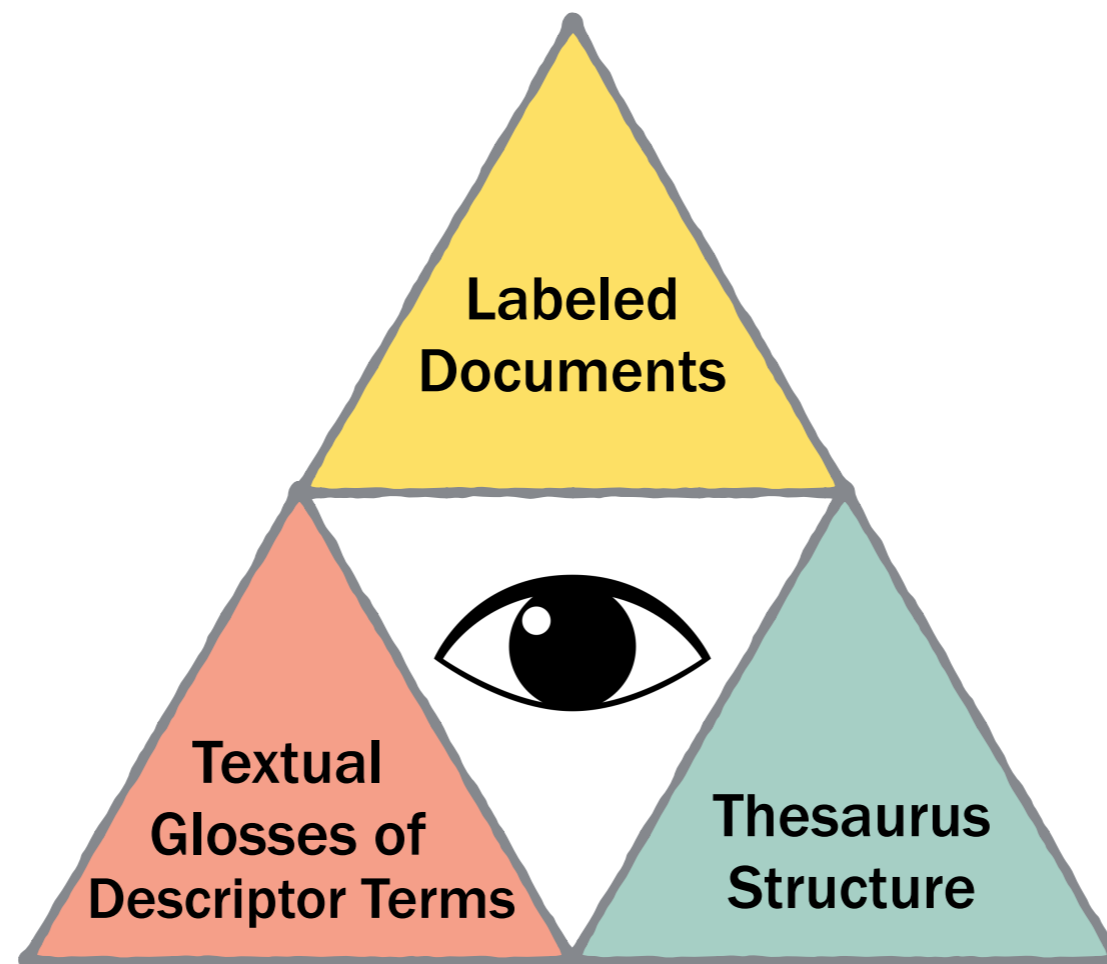 Labeled
Documents
Textual
Glosses of
Descriptor Terms
Thesaurus
Structure